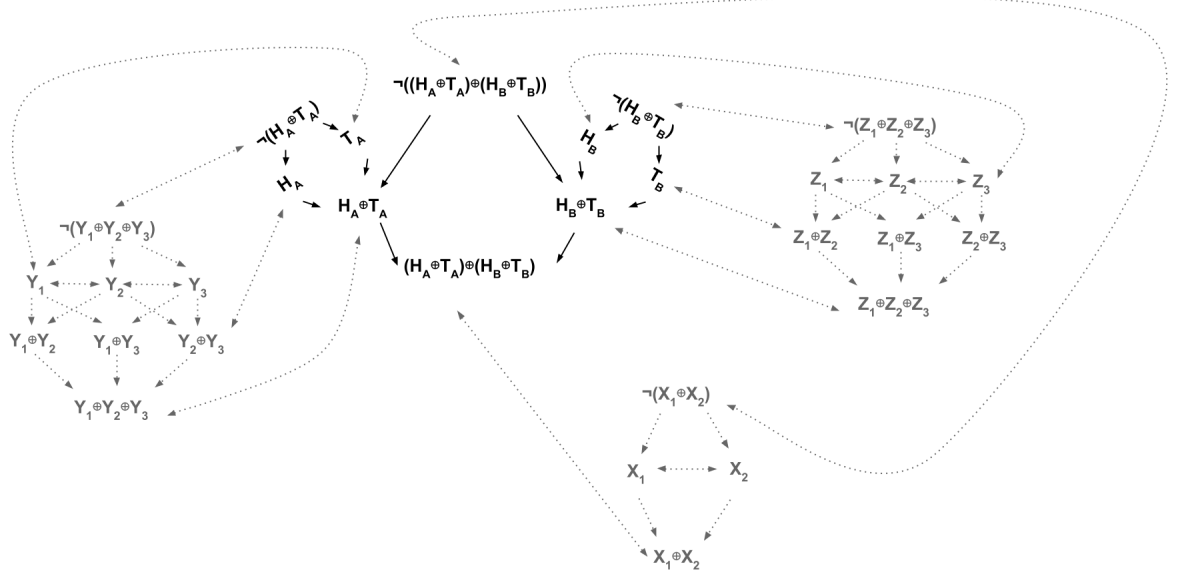 ¬((H_A⊕T_A)⊕(H_B⊕T_B))
¬(H_A⊕T_A)
T_A
H_A
H_A⊕T_A
¬(H_B⊕T_B)
H_B
T_B
H_B⊕T_B
(H_A⊕T_A)⊕(H_B⊕T_B)
¬(Y_1⊕Y_2⊕Y_3)
Y_1 Y_2 Y_3
Y_1⊕Y_2 Y_1⊕Y_3 Y_2⊕Y_3
Y_1⊕Y_2⊕Y_3
¬(Z_1⊕Z_2⊕Z_3)
Z_1 Z_2 Z_3
Z_1⊕Z_2 Z_1⊕Z_3 Z_2⊕Z_3
Z_1⊕Z_2⊕Z_3
¬(X_1⊕X_2)
X_1 X_2
X_1⊕X_2